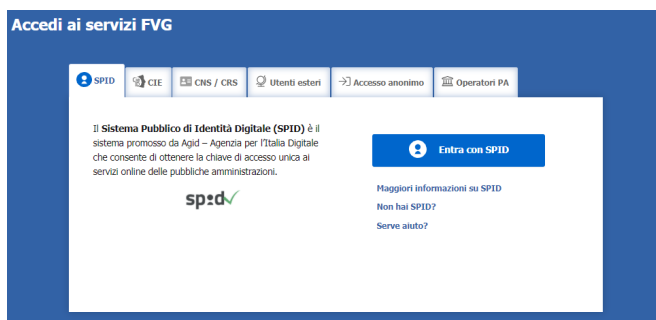 Accedi ai servizi FVG
SPID
CIE
CNS / CRS
Utenti esteri
Accesso anonimo
Operatori PA
Il Sistema Pubblico di Identità Digitale (SPID) è il
sistema promosso da Agid – Agenzia per l'Italia Digitale
che consente di ottenere la chiave di accesso unica ai
servizi online delle pubbliche amministrazioni.
sp:d
Entra con SPID
Maggiori informazioni su SPID
Non hai SPID?
Serve aiuto?